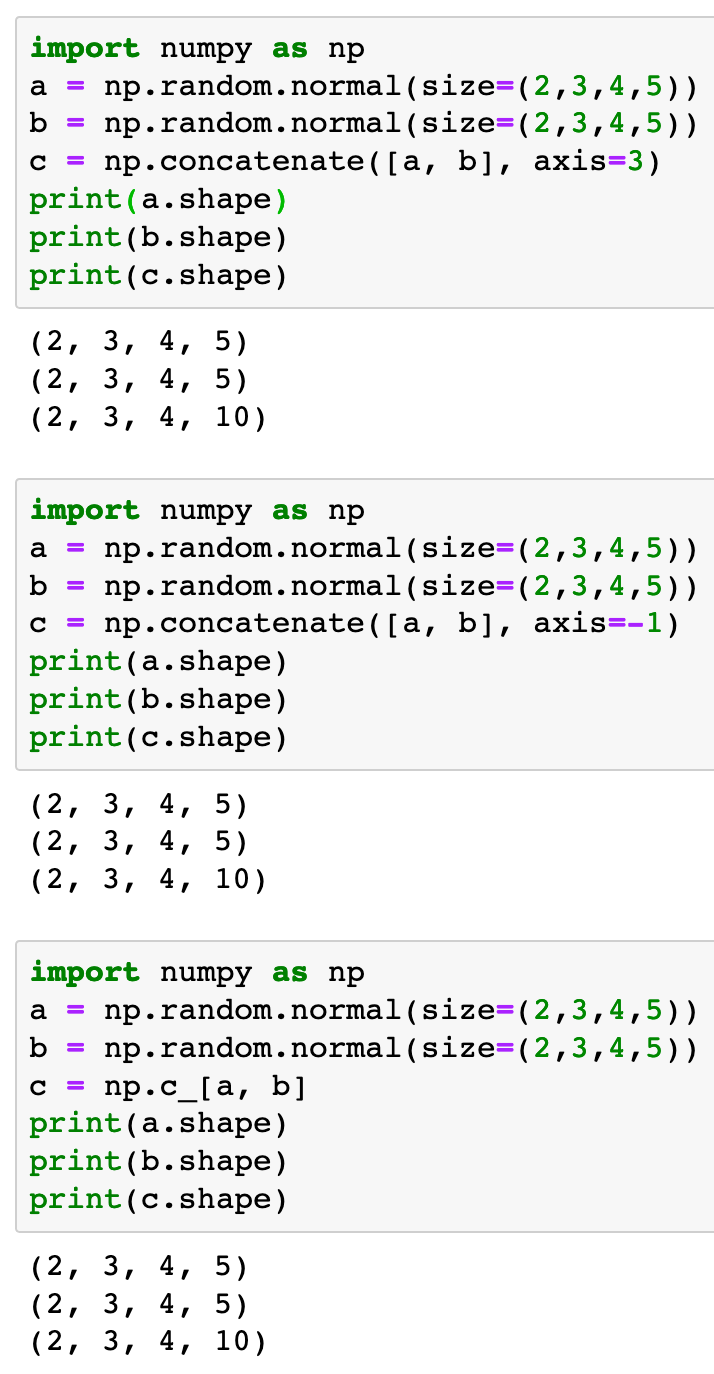 import numpy as np
a = np.random.normal(size=(2,3,4,5))
b = np.random.normal(size=(2,3,4,5))
c = np.concatenate([a, b], axis=3)
print(a.shape)
print(b.shape)
print(c.shape)
(2, 3, 4, 5)
(2, 3, 4, 5)
(2, 3, 4, 10)
import numpy as np
a = np.random.normal(size=(2,3,4,5))
b = np.random.normal(size=(2,3,4,5))
c = np.concatenate([a, b], axis=-1)
print(a.shape)
print(b.shape)
print(c.shape)
(2, 3, 4, 5)
(2, 3, 4, 5)
(2, 3, 4, 10)
import numpy as np
a = np.random.normal(size=(2,3,4,5))
b = np.random.normal(size=(2,3,4,5))
c = np.c_[a, b]
print(a.shape)
print(b.shape)
print(c.shape)
(2, 3, 4, 5)
(2, 3, 4, 5)
(2, 3, 4, 10)